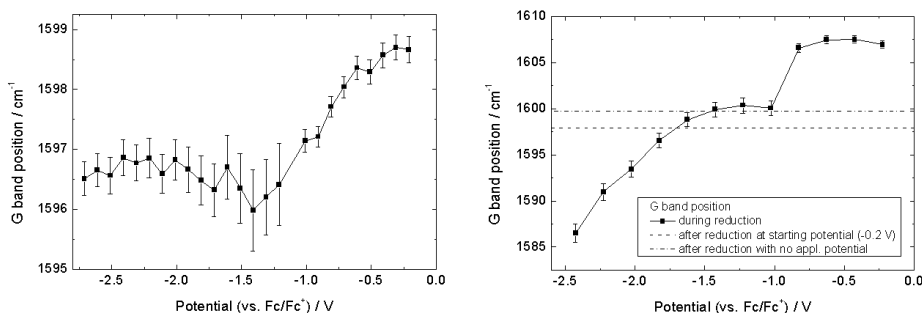 1599
1598
1597
1596
1595
G band position / cm-1
-2.5 -2.0 -1.5 -1.0 -0.5 0.0
Potential (vs. Fc/Fc+) / V
1610
1605
1600
1595
1590
1585
G band position / cm-1
G band position
during reduction
after reduction at starting potential (-0.2 V)
after reduction with no appl. potential
-2.5 -2.0 -1.5 -1.0 -0.5 0.0
Potential (vs. Fc/Fc+) / V